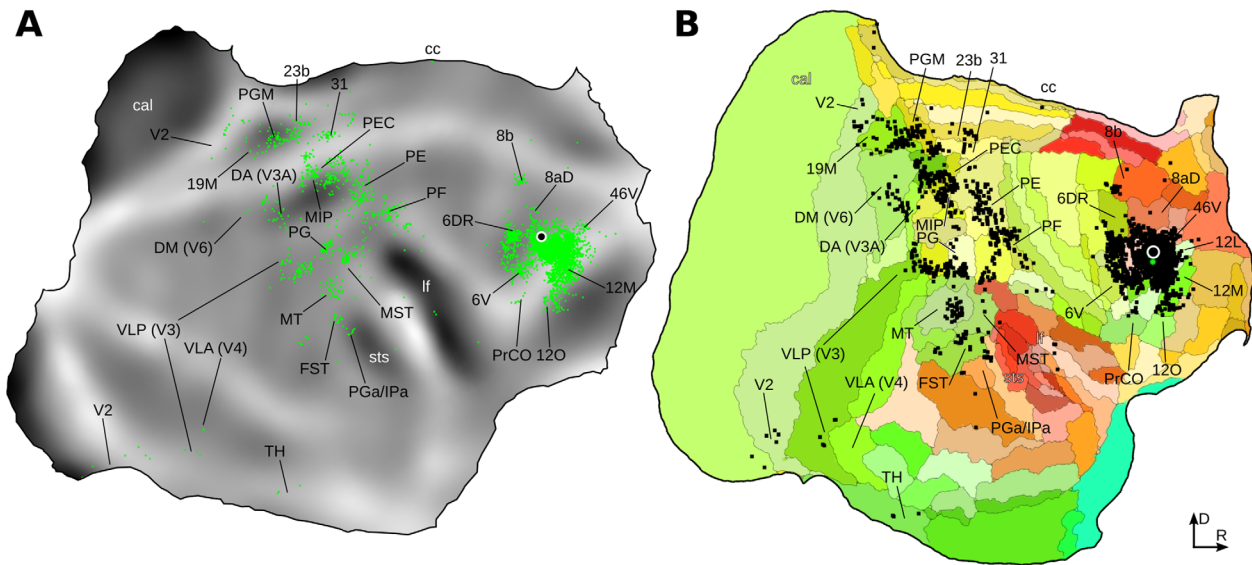 A
cc
23b
31
PGM
cal
PEC
V2
PE
8b
19M
DA (V3A)
8aD
46V
PF
MIP
6DR
DM (V6)
PG
lf
12M
6V
MT
MST
VLP (V3)
VLA (V4)
sts
PrCO
12O
FST
PGa/IPa
V2
TH
B
PGM
23b
31
cc
cal
V2
8b
PEC
19M
8aD
PE
6DR
46V
DM (V6)
MIP
PF
PG
DA (V3A)
12L
12M
6V
MT
lf
VLP (V3)
MST
12O
V2
VLA (V4)
FST
sts
PrCO
PGa/IPa
TH
D
R